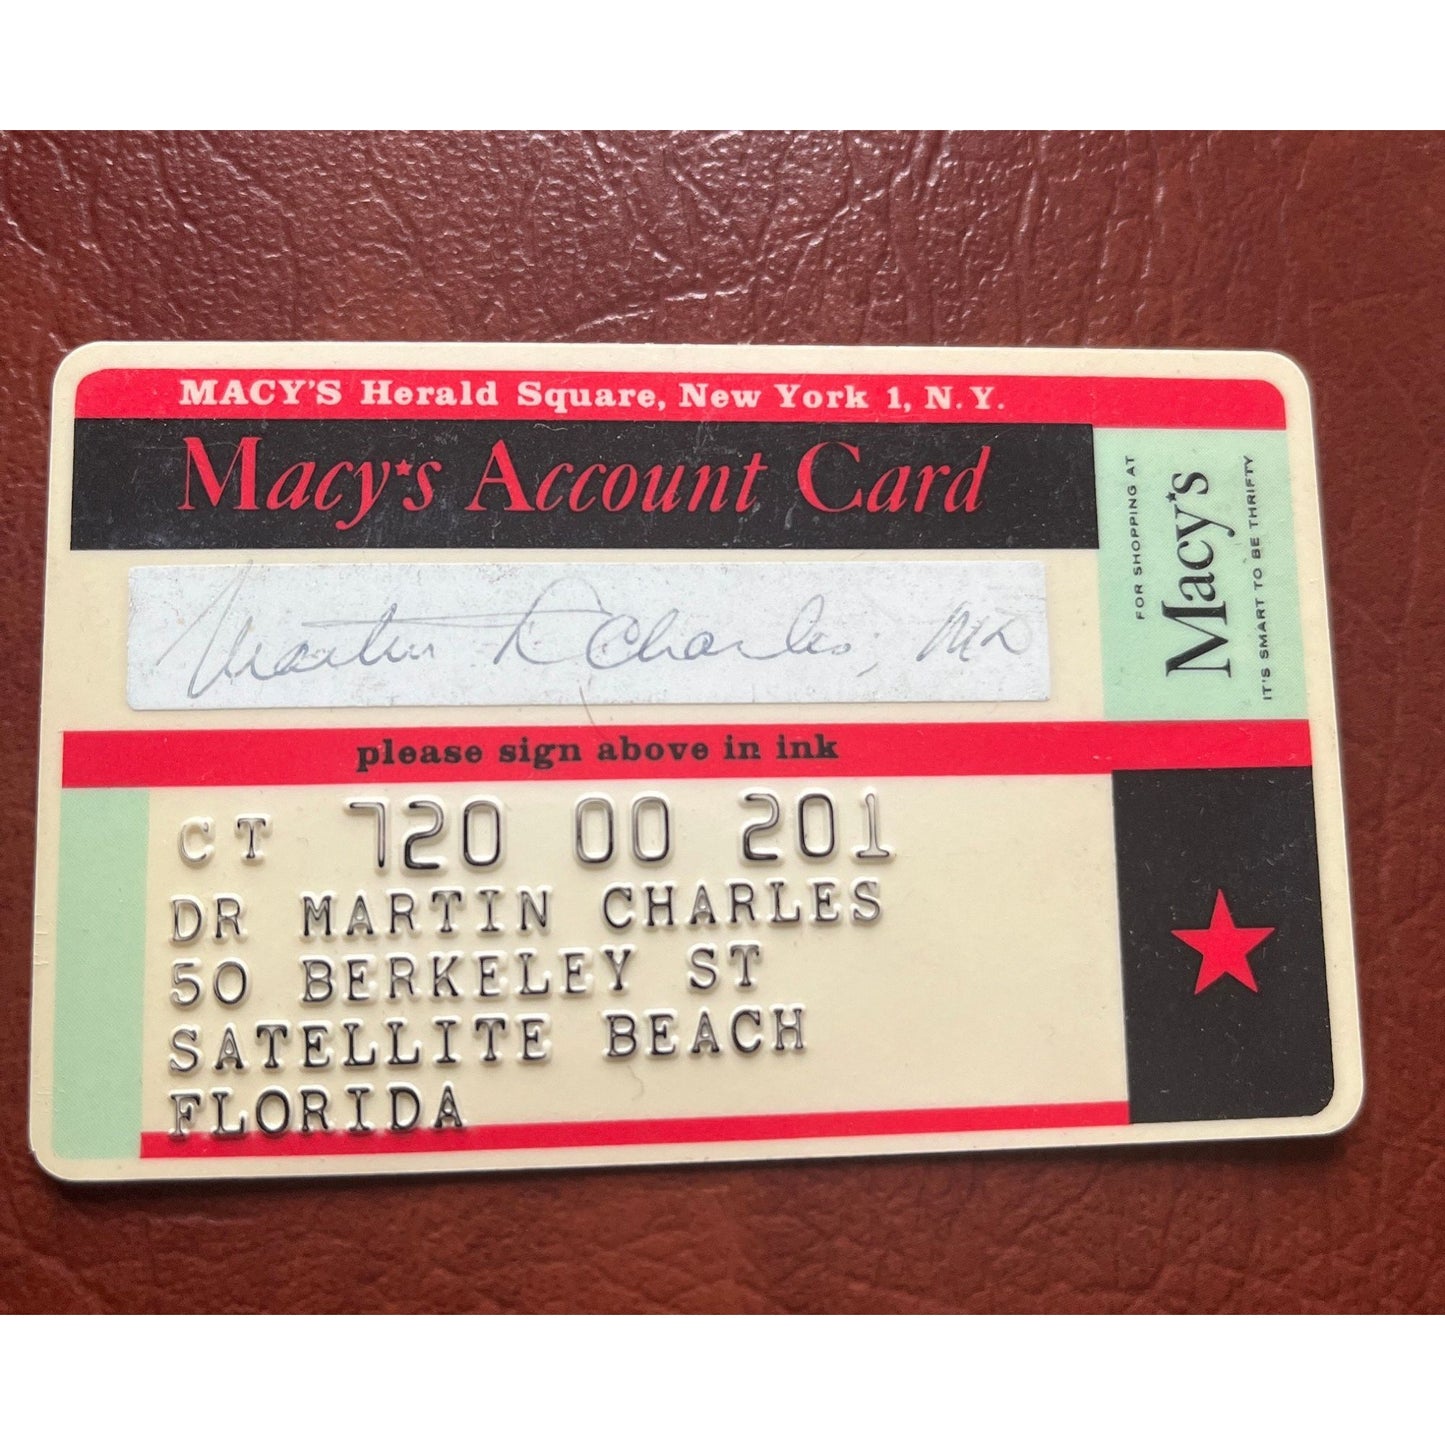 MACY'S Herald Square, New York 1, N.Y.
Macy's Account Card
FOR SHOPPING AT
Macy's
IT'S SMART TO BE THRIFTY
Martin Charles, MD
please sign above in ink
CT 720 00 201
DR MARTIN CHARLES
50 BERKELEY ST
SATELLITE BEACH
FLORIDA